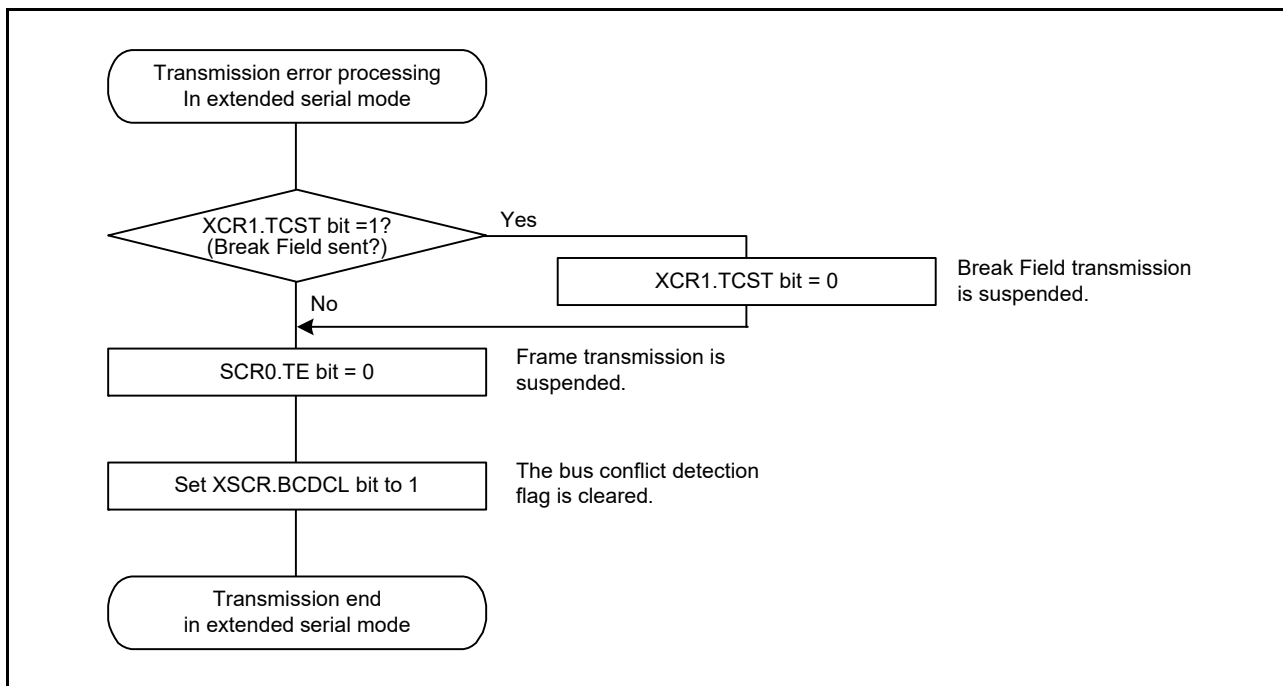 Transmission error processing
In extended serial mode
XCR1.TCST bit =1?
(Break Field sent?)
Yes
XCR1.TCST bit = 0
Break Field transmission
is suspended.
No
SCR0.TE bit = 0
Frame transmission is
suspended.
Set XSCR.BCDCL bit to 1
The bus conflict detection
flag is cleared.
Transmission end
in extended serial mode